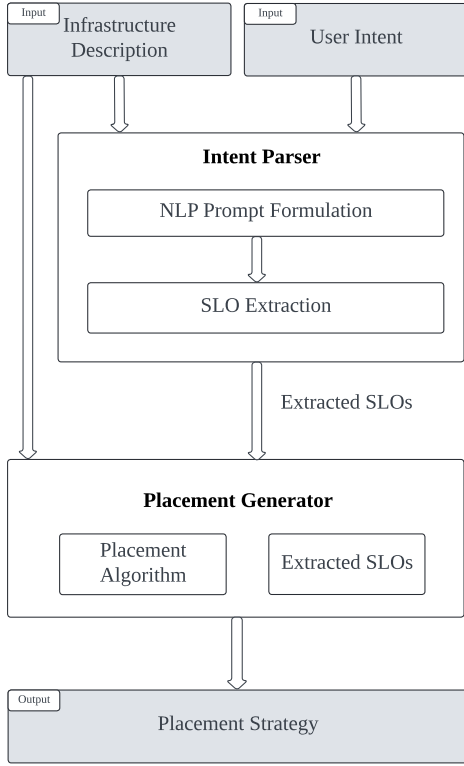 Input
Infrastructure
Description
Input
User Intent
Intent Parser
NLP Prompt Formulation
SLO Extraction
Extracted SLOs
Placement Generator
Placement
Algorithm
Extracted SLOs
Output
Placement Strategy